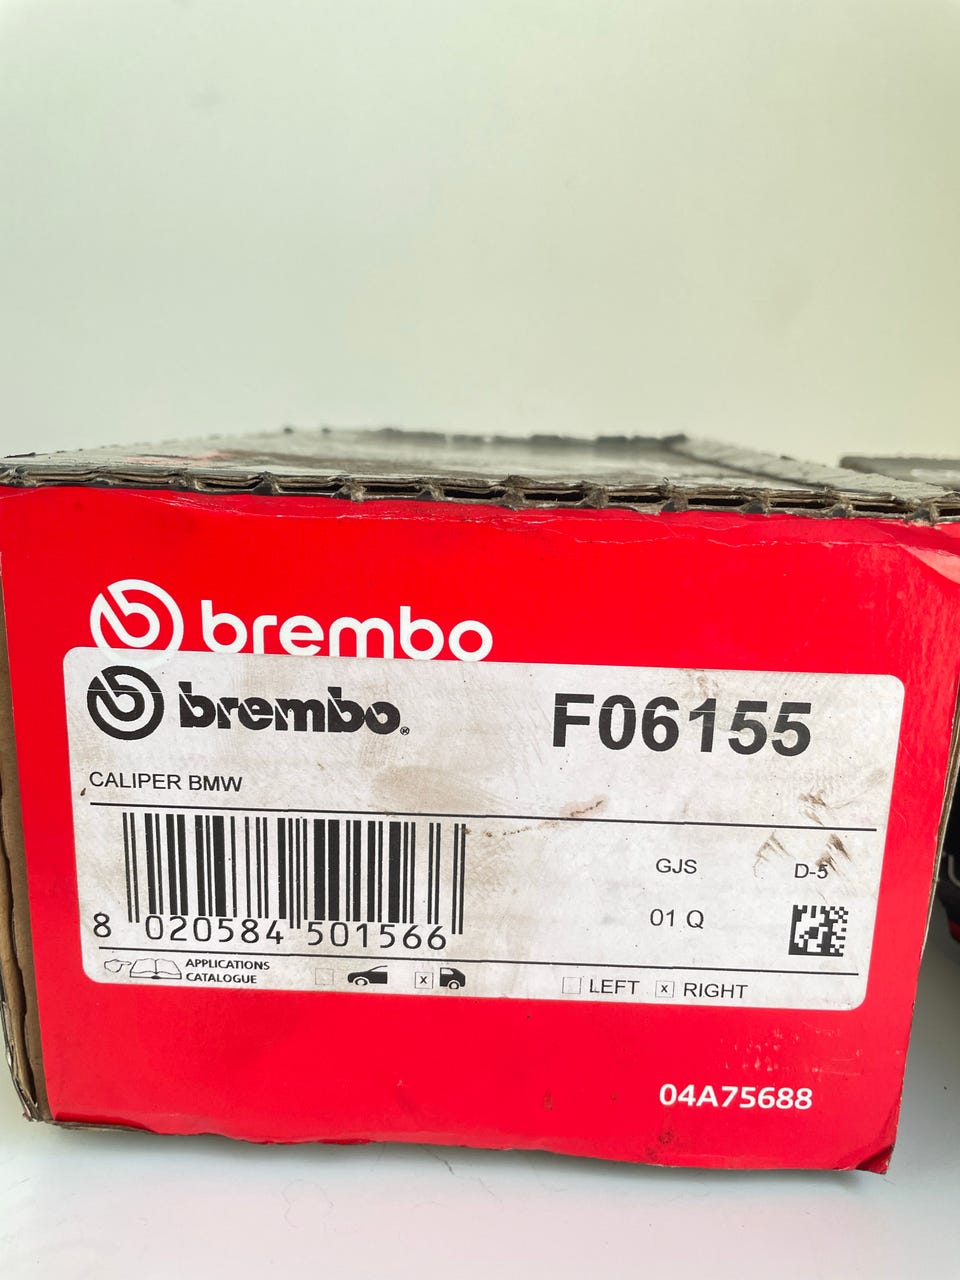 brembo
brembo®
F06155
CALIPER BMW
GJS
D-5
01 Q
8 020584 501566
APPLICATIONS
CATALOGUE
x
LEFT x RIGHT
04A75688